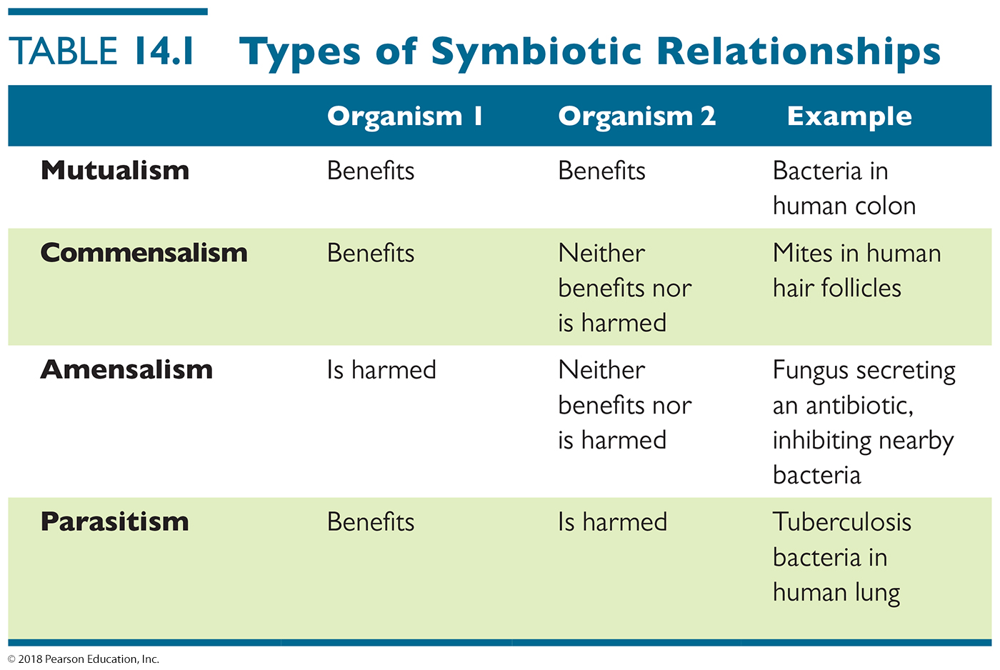 TABLE 14.1 Types of Symbiotic Relationships
Organism 1 Organism 2 Example
Mutualism Benefits Benefits Bacteria in
human colon
Commensalism Benefits Neither Mites in human
benefits nor hair follicles
is harmed
Amensalism Is harmed Neither Fungus secreting
benefits nor an antibiotic,
is harmed inhibiting nearby
bacteria
Parasitism Benefits Is harmed Tuberculosis
bacteria in
human lung
© 2018 Pearson Education, Inc.